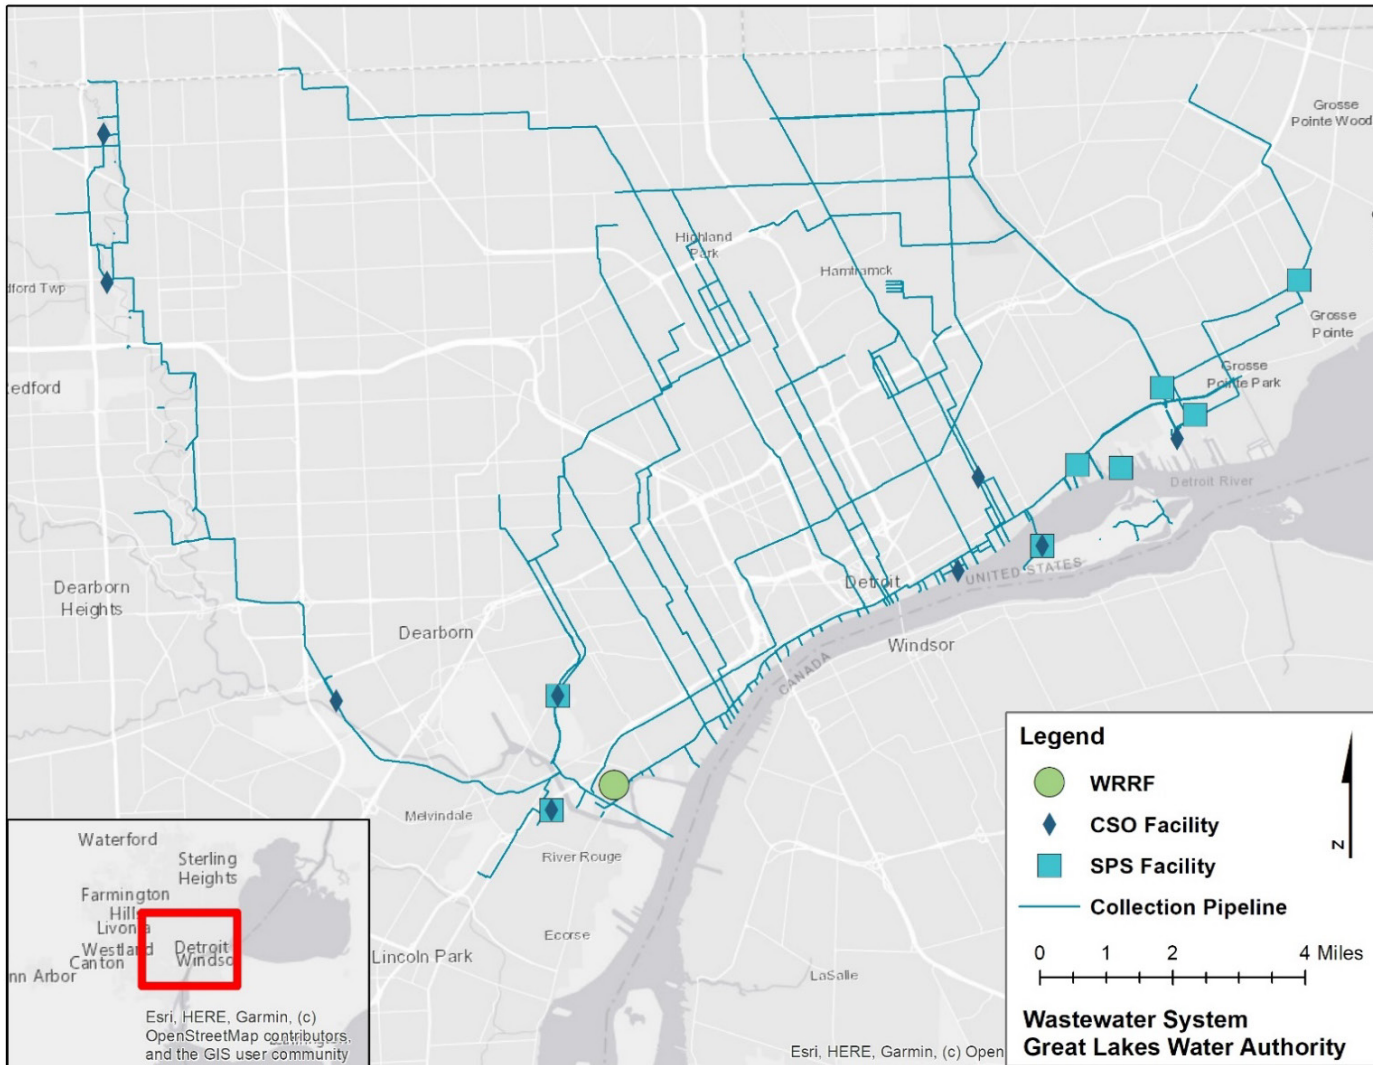 Grosse
Pointe Wood
Highland
Park
Hamtramck
dford Twp
Grosse
Pointe
Redford
Grosse
Pointe Park
Detroit River
Dearborn
Heights
Detroit
UNITED STATES
Dearborn
Windsor
CANADA
Melvindale
River Rouge
Ecorse
Lincoln Park
LaSalle
Legend
WRRF
CSO Facility
SPS Facility
Collection Pipeline
N
0 1 2 4 Miles
Wastewater System
Great Lakes Water Authority
Waterford
Sterling
Heights
Farmington
Hills
Livonia
Westland
Detroit
Canton
Windso
nn Arbor
Esri, HERE, Garmin, (c)
OpenStreetMap contributors,
and the GIS user community
Esri, HERE, Garmin, (c) Open